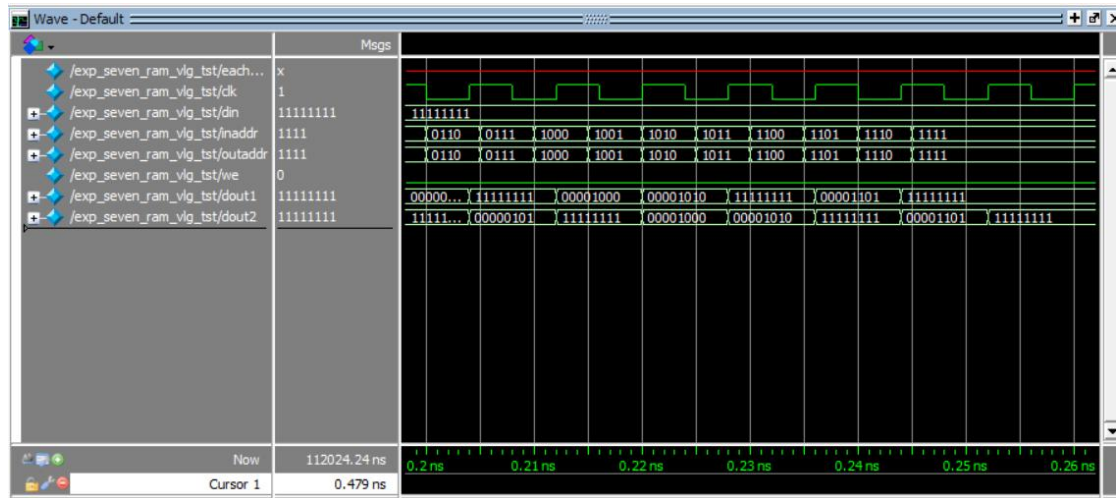 Wave - Default
Msgs
/exp_seven_ram_vlg_tst/each... x
/exp_seven_ram_vlg_tst/clk 1
/exp_seven_ram_vlg_tst/din 11111111 11111111
/exp_seven_ram_vlg_tst/inaddr 1111 0110 0111 1000 1001 1010 1011 1100 1101 1110 1111
/exp_seven_ram_vlg_tst/outaddr 1111 0110 0111 1000 1001 1010 1011 1100 1101 1110 1111
/exp_seven_ram_vlg_tst/we 0
/exp_seven_ram_vlg_tst/dout1 11111111 00000... 11111111 00001000 00001010 11111111 00001101 11111111
/exp_seven_ram_vlg_tst/dout2 11111111 11111... 00000101 11111111 00001000 00001010 11111111 00001101 11111111
Now 112024.24 ns 0.2 ns 0.21 ns 0.22 ns 0.23 ns 0.24 ns 0.25 ns 0.26 ns
Cursor 1 0.479 ns